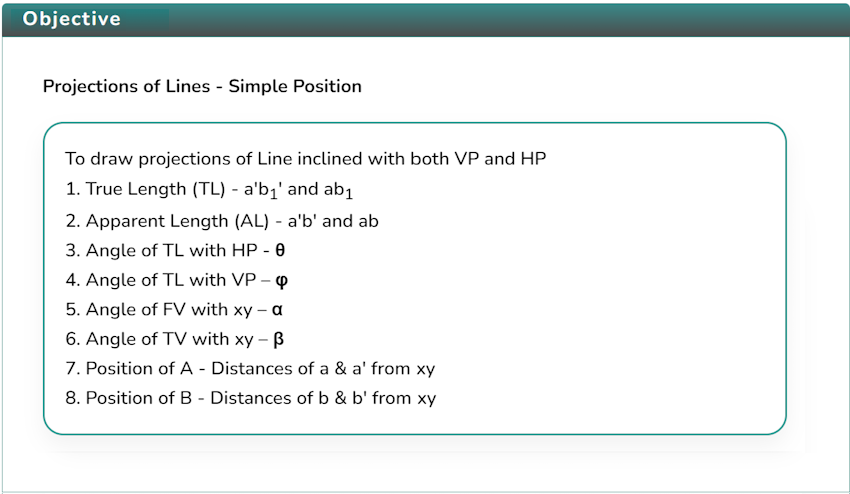 Objective
Projections of Lines - Simple Position
To draw projections of Line inclined with both VP and HP
1. True Length (TL) - a'b₁' and ab₁
2. Apparent Length (AL) - a'b' and ab
3. Angle of TL with HP - θ
4. Angle of TL with VP – φ
5. Angle of FV with xy – α
6. Angle of TV with xy – β
7. Position of A - Distances of a & a' from xy
8. Position of B - Distances of b & b' from xy